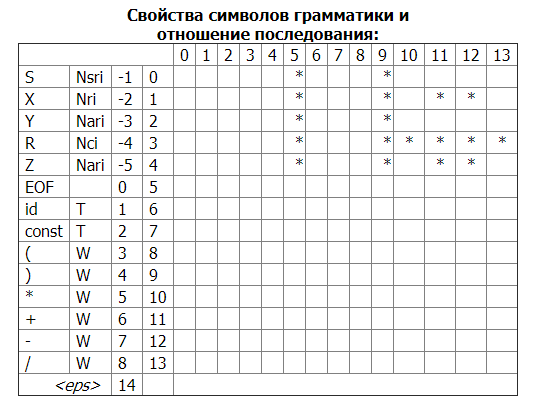 Свойства символов грамматики и
отношение последования:
0 1 2 3 4 5 6 7 8 9 10 11 12 13
S Nsri -1 0 * *
X Nri -2 1 * * * *
Y Nari -3 2 * *
R Nci -4 3 * * * * * *
Z Nari -5 4 * * * *
EOF 0 5
id T 1 6
const T 2 7
( W 3 8
) W 4 9
* W 5 10
+ W 6 11
- W 7 12
/ W 8 13
<eps> 14